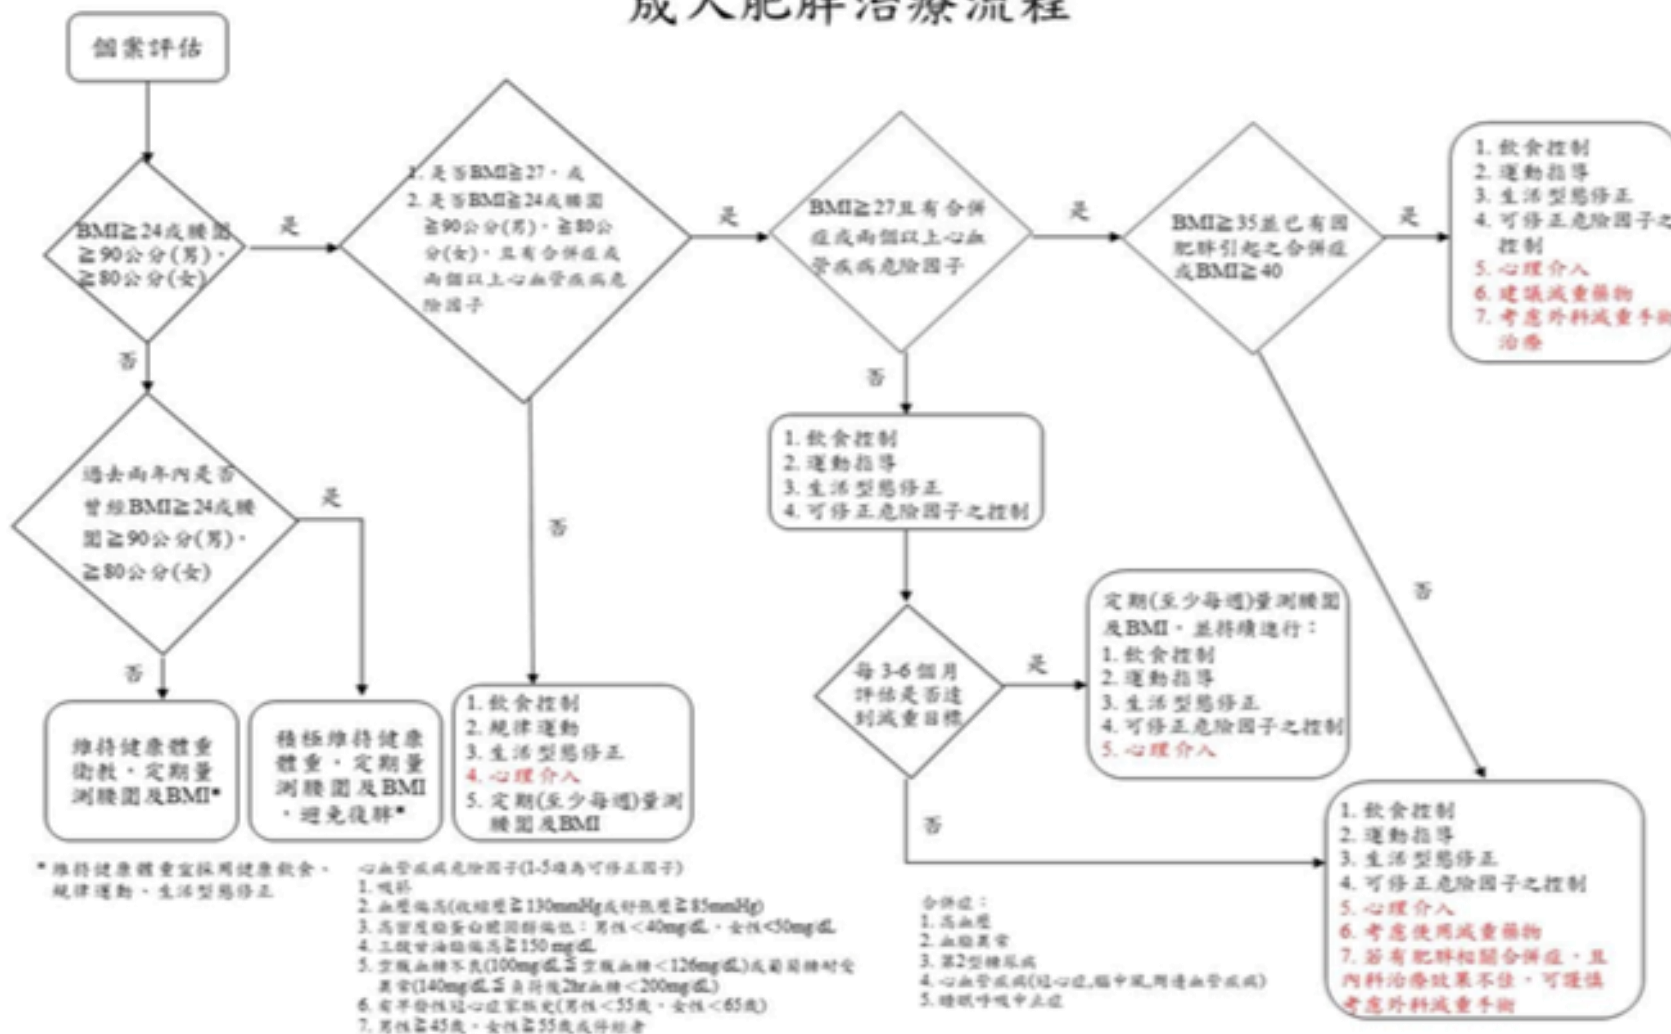 成人肥胖治療流程
個案評估
BMI≧24或腰圍
≧90公分(男)、
≧80公分(女)
是
否
1. 是否BMI≧27，或
2. 是否BMI≧24或腰圍
≧90公分(男)，≧80公
分(女)，且有合併症或
兩個以上心血管疾病危
險因子
是
否
BMI≧27且有合併
症或兩個以上心血
管疾病危險因子
是
否
BMI≧35並已有因
肥胖引起之合併症
或BMI≧40
是
否
1. 飲食控制
2. 運動指導
3. 生活型態修正
4. 可修正危險因子之
控制
5. 心理介入
6. 建議減重藥物
7. 考慮外科減重手術
治療
過去兩年內是否
曾經BMI≧24或腰
圍≧90公分(男)、
≧80公分(女)
是
否
1. 飲食控制
2. 運動指導
3. 生活型態修正
4. 可修正危險因子之控制
每 3-6 個月
評估是否達
到減重目標
是
否
定期(至少每週)量測腰圍
及BMI，並持續進行：
1. 飲食控制
2. 運動指導
3. 生活型態修正
4. 可修正危險因子之控制
5. 心理介入
維持健康體重
衛教、定期量
測腰圍及BMI*
積極維持健康
體重，定期量
測腰圍及BMI
，避免復胖*
1. 飲食控制
2. 規律運動
3. 生活型態修正
4. 心理介入
5. 定期(至少每週)量測
腰圍及BMI
1. 飲食控制
2. 運動指導
3. 生活型態修正
4. 可修正危險因子之控制
5. 心理介入
6. 考慮使用減重藥物
7. 若有肥胖相關合併症，且
內科治療效果不佳，可謹慎
考慮外科減重手術
* 維持健康體重宜採用健康飲食、
規律運動、生活型態修正
心血管疾病危險因子(1-5項為可修正因子)
1. 吸菸
2. 血壓偏高(收縮壓≧130mmHg或舒張壓≧85mmHg)
3. 高密度脂蛋白膽固醇偏低：男性＜40mg/dL，女性<50mg/dL
4. 三酸甘油酯偏高≧150 mg/dL
5. 空腹血糖不良(100mg/dL≦空腹血糖＜126mg/dL)或葡萄糖耐受
異常(140mg/dL≦負荷後2hr血糖＜200mg/dL)
6. 有早發性冠心症家族史(男性＜55歲，女性＜65歲)
7. 男性≧45歲，女性≧55歲或停經者
合併症：
1. 高血壓
2. 血脂異常
3. 第2型糖尿病
4. 心血管疾病(冠心症,腦中風,周邊血管疾病)
5. 睡眠呼吸中止症